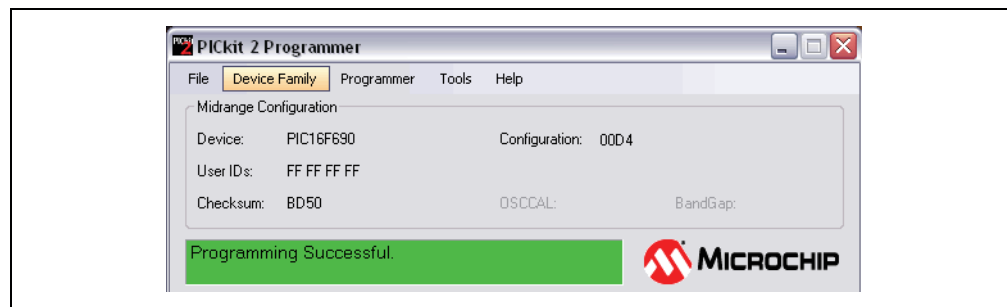 PICkit 2 Programmer
File Device Family Programmer Tools Help
Midrange Configuration
Device: PIC16F690 Configuration: 00D4
User IDs: FF FF FF FF
Checksum: BD50 OSCCAL: BandGap:
Programming Successful.
MICROCHIP